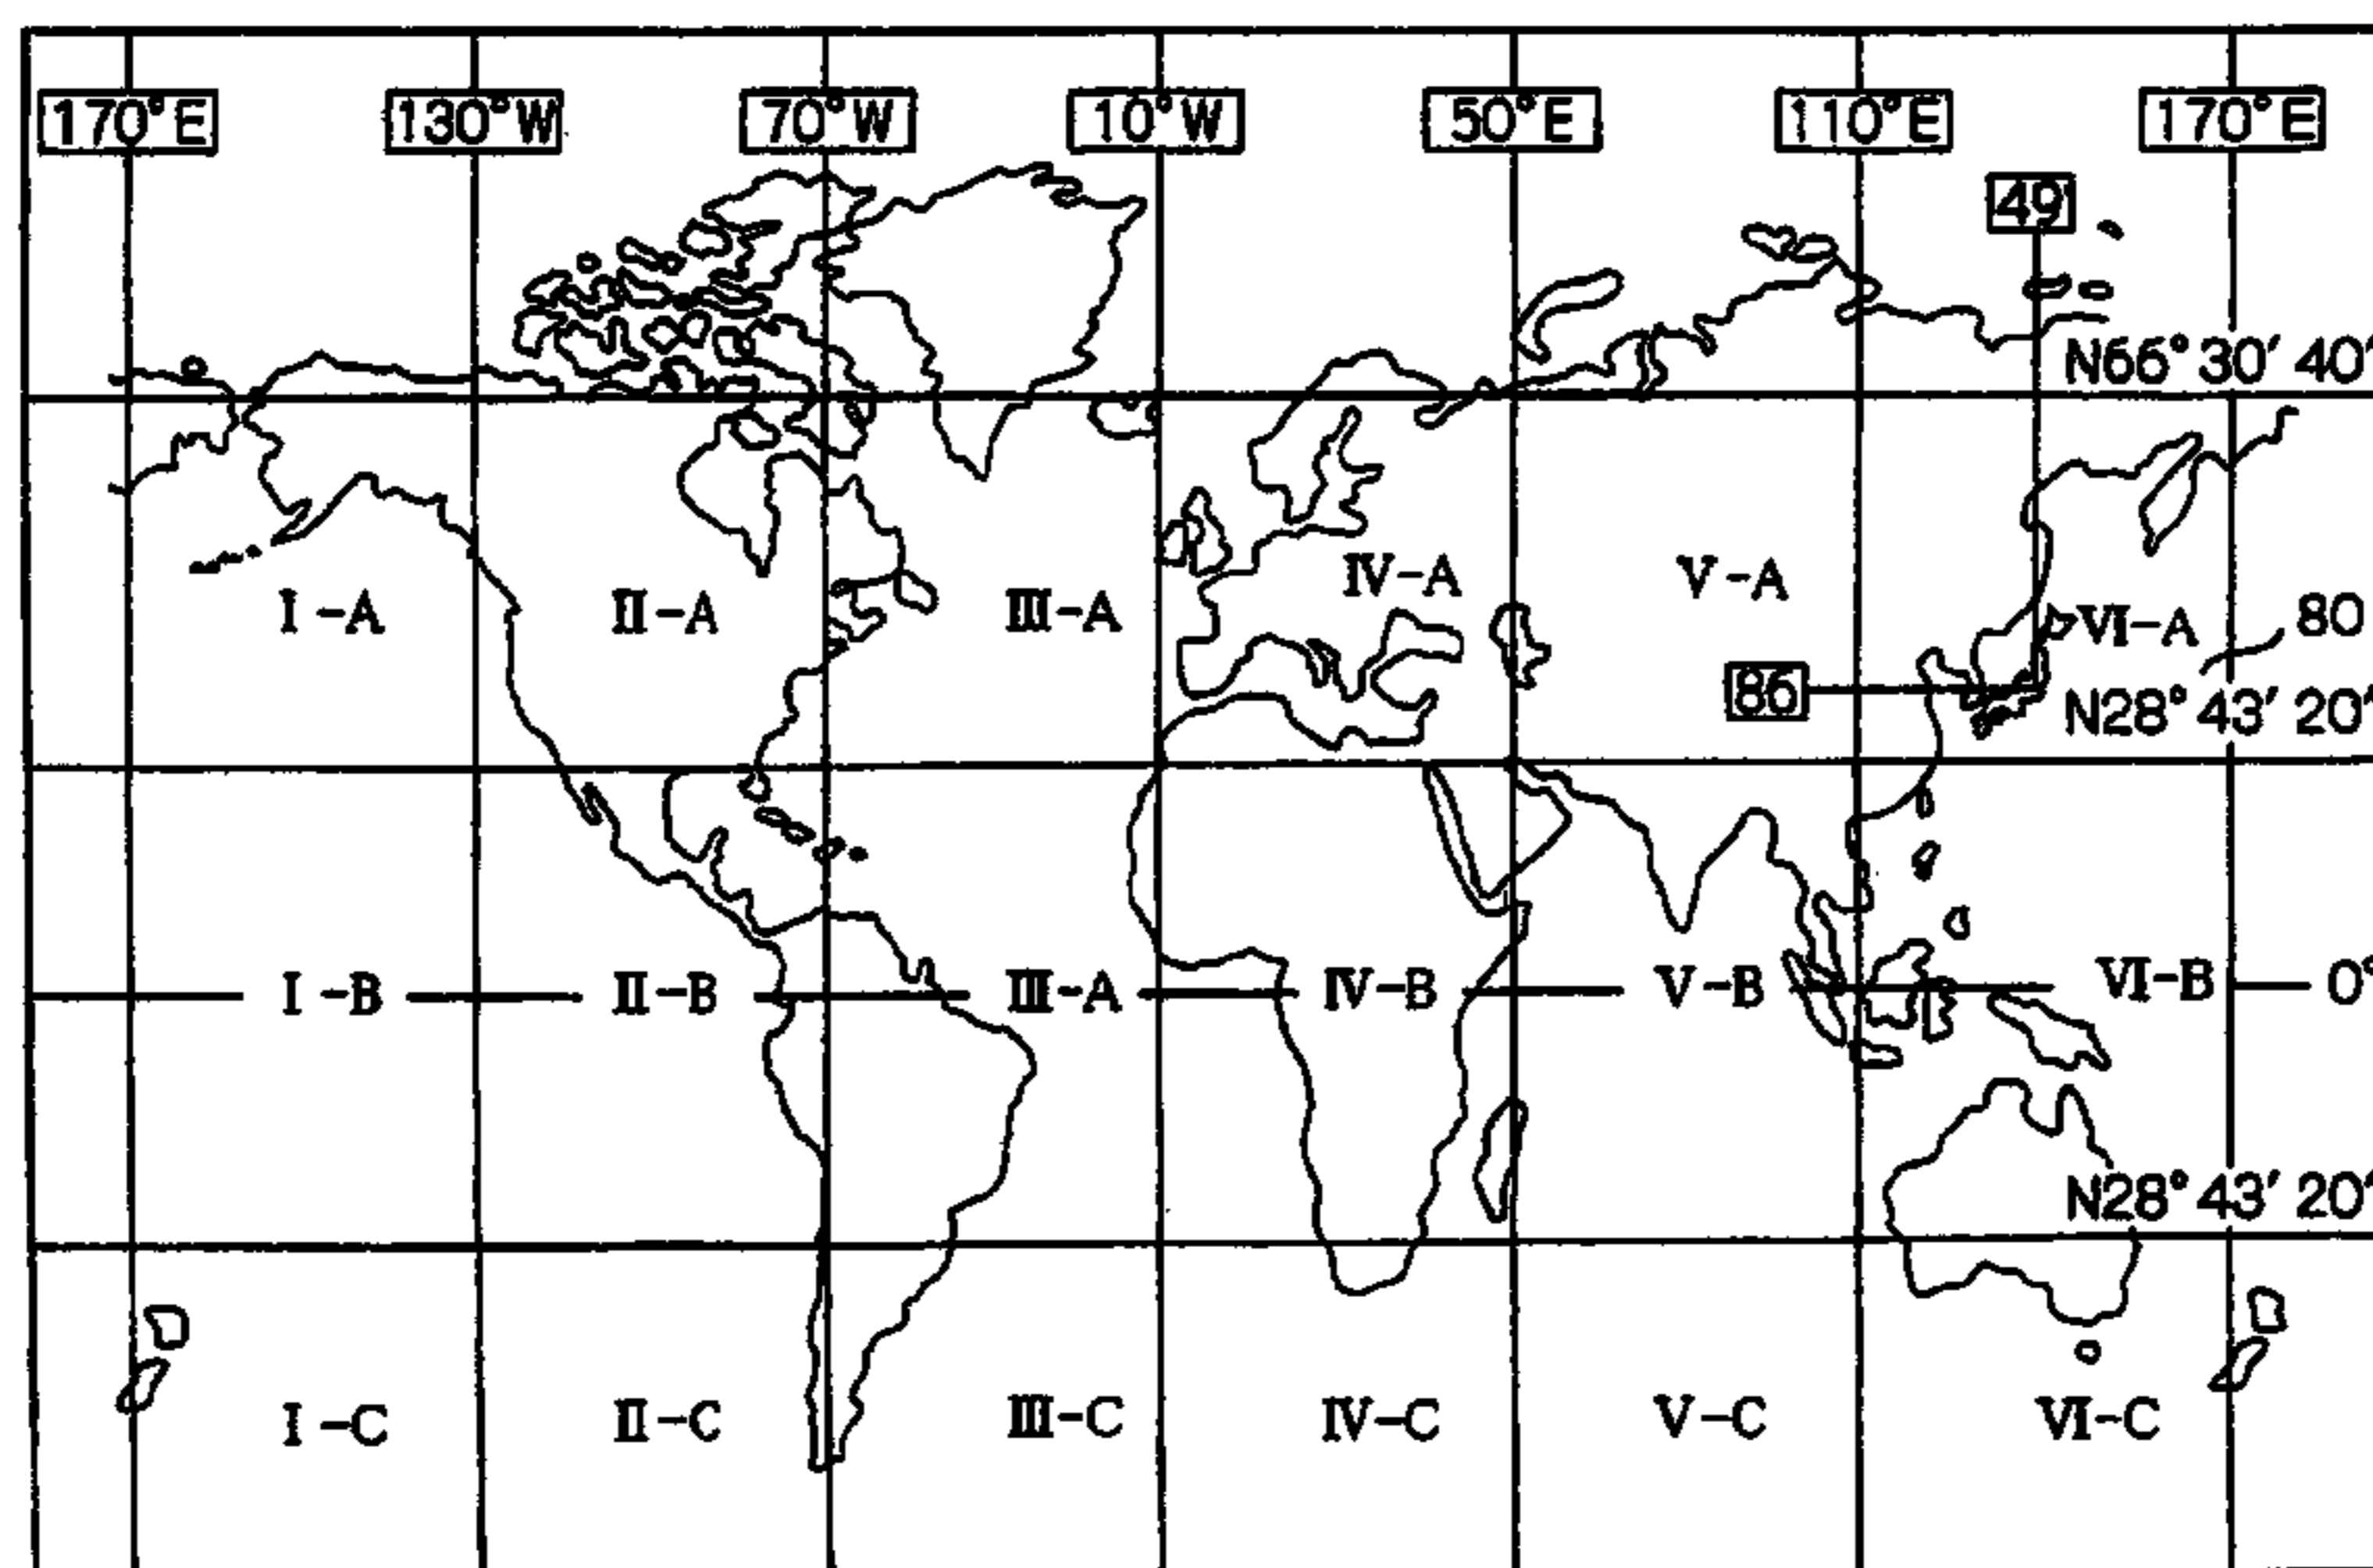 170°E 130°W 70°W 10°W 50°E 110°E 170°E
49
N66°30′40″
I-A II-A III-A IV-A V-A VI-A 80
86
N28°43′20″
I-B II-B III-A IV-B V-B VI-B 0°
N28°43′20″
I-C II-C III-C IV-C V-C VI-C